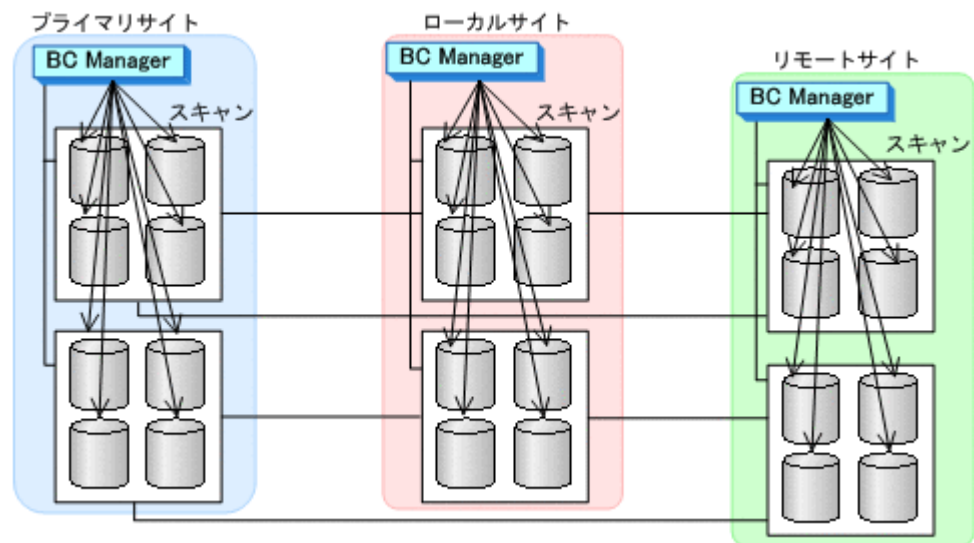 プライマリサイト
ローカルサイト
リモートサイト
BC Manager
BC Manager
BC Manager
スキャン
スキャン
スキャン